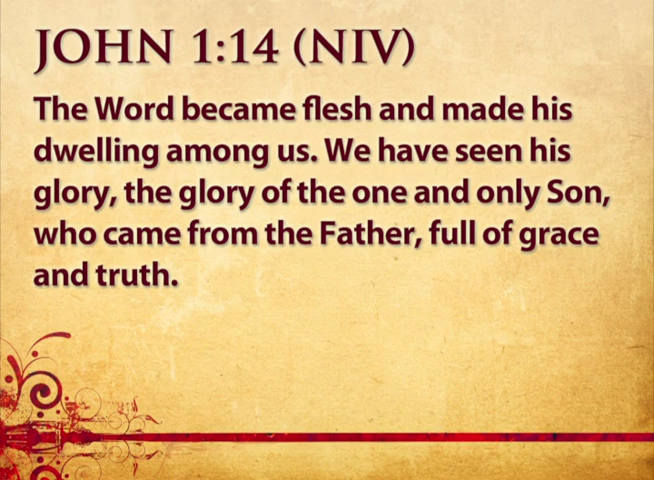 JOHN 1:14 (NIV)
The Word became flesh and made his
dwelling among us. We have seen his
glory, the glory of the one and only Son,
who came from the Father, full of grace
and truth.